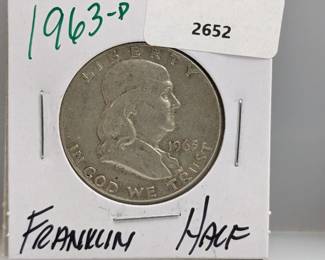 1963-D
2652
LIBERTY
1963
IN GOD WE TRUST
FRANKLIN HALF